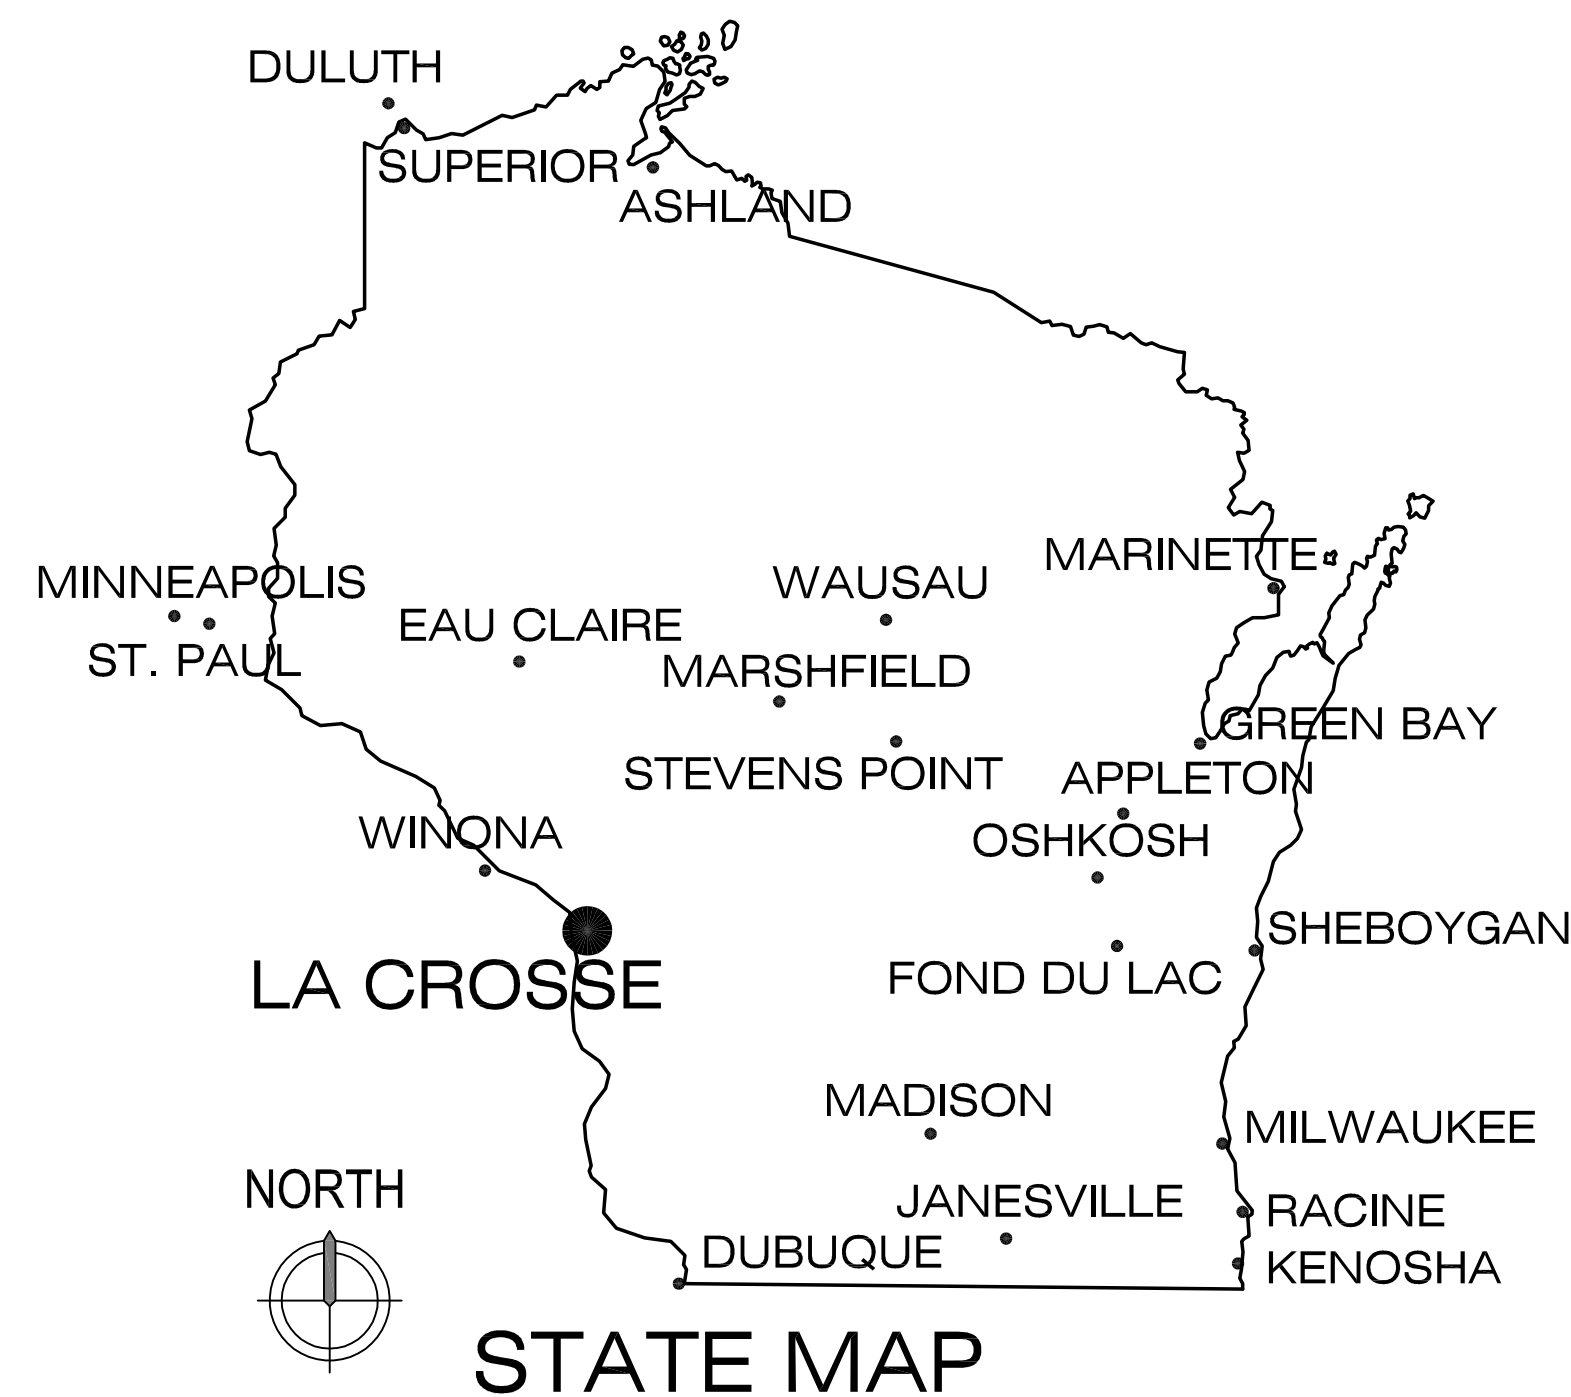 DULUTH
SUPERIOR
ASHLAND
MARINETTE
MINNEAPOLIS
WAUSAU
EAU CLAIRE
ST. PAUL
MARSHFIELD
GREEN BAY
STEVENS POINT
APPLETON
WINONA
OSHKOSH
SHEBOYGAN
FOND DU LAC
LA CROSSE
MADISON
MILWAUKEE
NORTH
JANESVILLE
RACINE
DUBUQUE
KENOSHA
STATE MAP